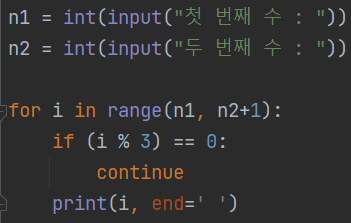 n1 = int(input("첫 번째 수 : "))
n2 = int(input("두 번째 수 : "))
for i in range(n1, n2+1):
    if (i % 3) == 0:
        continue
    print(i, end=' ')